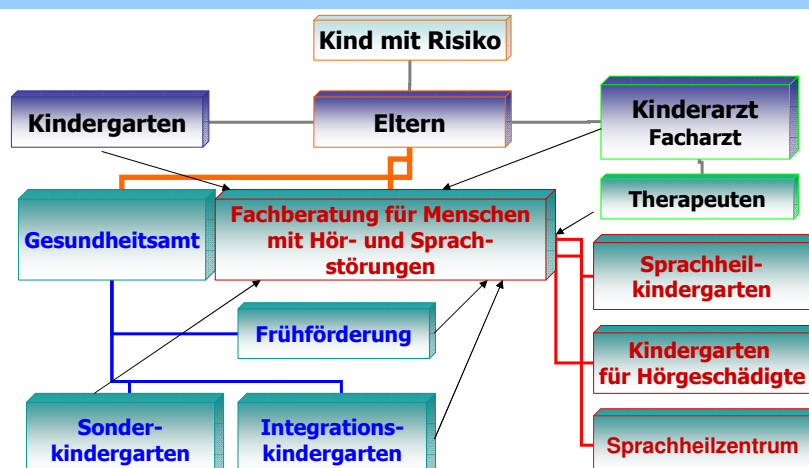 Kind mit Risiko
Kindergarten
Eltern
Kinderarzt
Facharzt
Therapeuten
Gesundheitsamt
Fachberatung für Menschen
mit Hör- und Sprach-
störungen
Sprachheil-
kindergarten
Frühförderung
Kindergarten
für Hörgeschädigte
Sonder-
kindergarten
Integrations-
kindergarten
Sprachheilzentrum